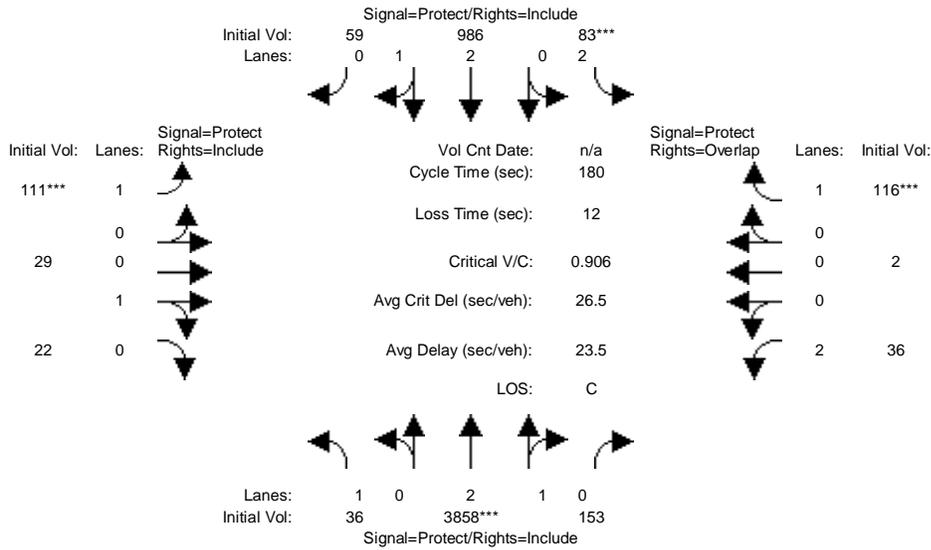 Signal=Protect/Rights=Include
Initial Vol: 59 986 83***
Lanes: 0 1 2 0 2
Signal=Protect
Initial Vol: Lanes: Rights=Include
Vol Cnt Date: n/a
Signal=Protect
Rights=Overlap Lanes: Initial Vol:
Cycle Time (sec): 180
111*** 1
1 116***
Loss Time (sec): 12
0
0
29 0
Critical V/C: 0.906
0 2
1
Avg Crit Del (sec/veh): 26.5
0
22 0
Avg Delay (sec/veh): 23.5
2 36
LOS: C
Lanes: 1 0 2 1 0
Initial Vol: 36 3858*** 153
Signal=Protect/Rights=Include